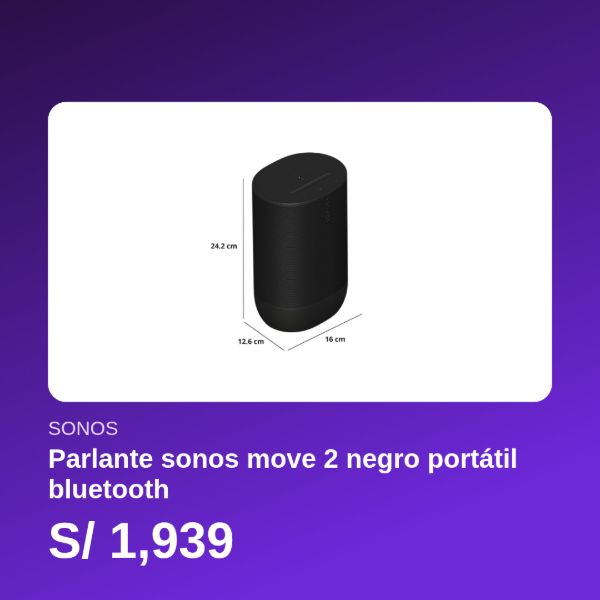 24.2 cm
12.6 cm
16 cm
SONOS
Parlante sonos move 2 negro portátil
bluetooth
S/ 1,939